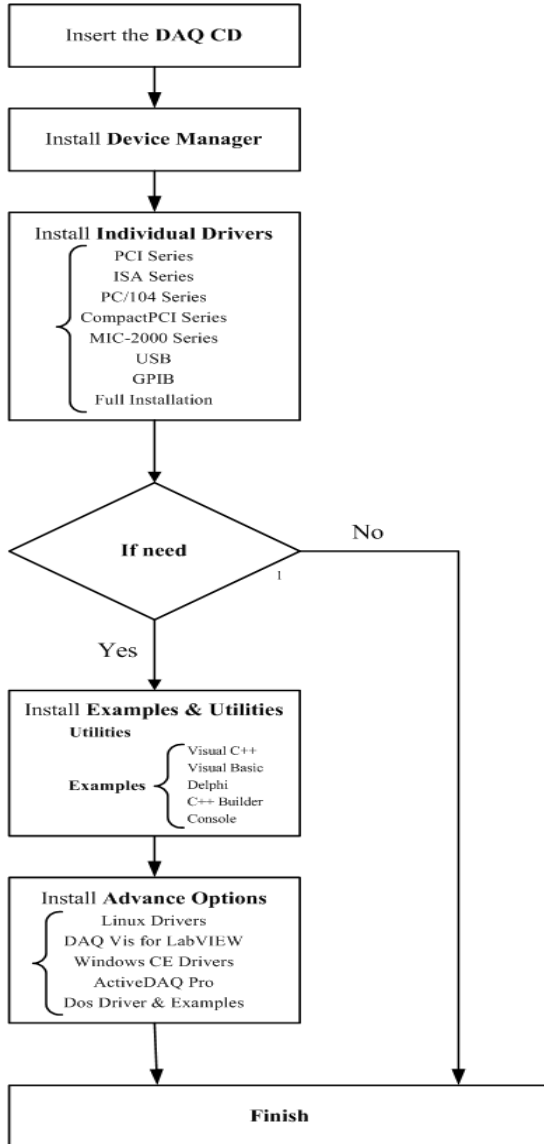 Insert the DAQ CD
Install Device Manager
Install Individual Drivers
PCI Series
ISA Series
PC/104 Series
CompactPCI Series
MIC-2000 Series
USB
GPIB
Full Installation
If need
1
No
Yes
Install Examples & Utilities
Utilities
Examples
Visual C++
Visual Basic
Delphi
C++ Builder
Console
Install Advance Options
Linux Drivers
DAQ Vis for LabVIEW
Windows CE Drivers
ActiveDAQ Pro
Dos Driver & Examples
Finish